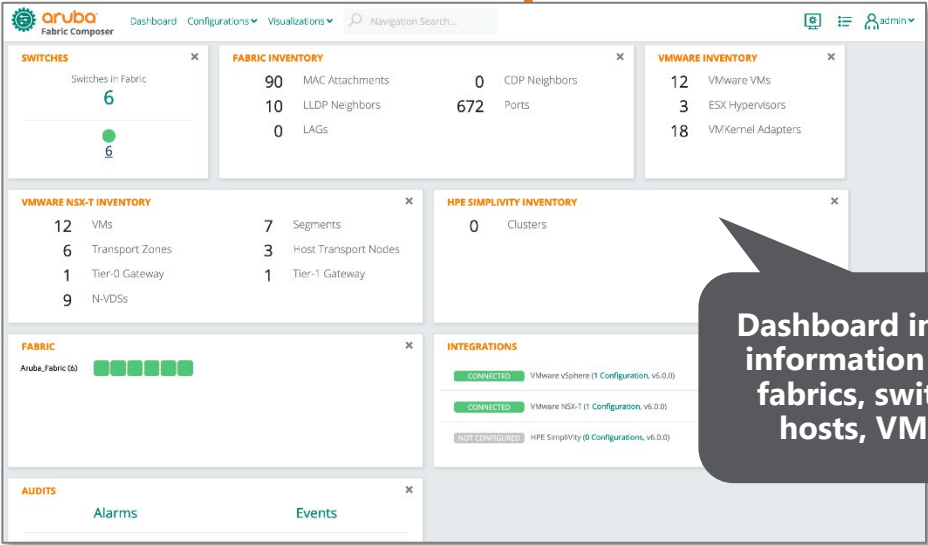 aruba
Fabric Composer
Dashboard Configurations Visualizations Navigation Search... admin
SWITCHES
Switches in Fabric
6
6
FABRIC INVENTORY
90 MAC Attachments 0 CDP Neighbors
10 LLDP Neighbors 672 Ports
0 LAGs
VMWARE INVENTORY
12 VMware VMs
3 ESX Hypervisors
18 VMKernel Adapters
VMWARE NSX-T INVENTORY
12 VMs 7 Segments
6 Transport Zones 3 Host Transport Nodes
1 Tier-0 Gateway 1 Tier-1 Gateway
9 N-VDSs
HPE SIMPLIVITY INVENTORY
0 Clusters
FABRIC
Aruba_Fabric (6)
INTEGRATIONS
CONNECTED VMware vSphere (1 Configuration, v6.0.0)
CONNECTED VMware NSX-T (1 Configuration, v6.0.0)
NOT CONFIGURED HPE SimpliVity (0 Configurations, v6.0.0)
Dashboard
information
fabrics,
hosts,
AUDITS
Alarms Events